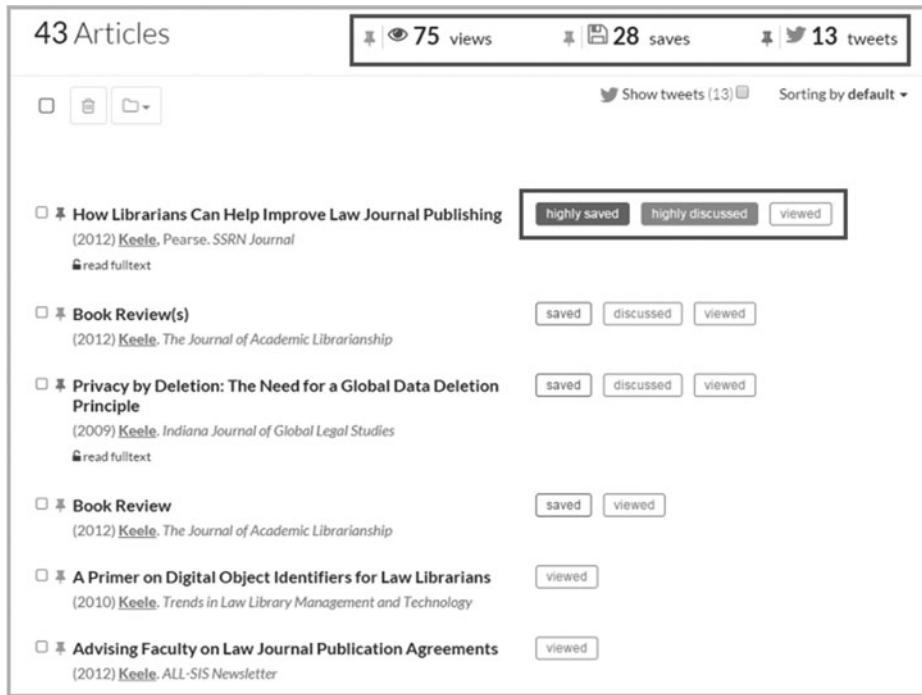 43 Articles
75 views
28 saves
13 tweets
Show tweets (13)
Sorting by default
How Librarians Can Help Improve Law Journal Publishing
highly saved
highly discussed
viewed
(2012) Keele, Pearse. SSRN Journal
read fulltext
Book Review(s)
saved
discussed
viewed
(2012) Keele. The Journal of Academic Librarianship
Privacy by Deletion: The Need for a Global Data Deletion
Principle
saved
discussed
viewed
(2009) Keele. Indiana Journal of Global Legal Studies
read fulltext
Book Review
saved
viewed
(2012) Keele. The Journal of Academic Librarianship
A Primer on Digital Object Identifiers for Law Librarians
viewed
(2010) Keele. Trends in Law Library Management and Technology
Advising Faculty on Law Journal Publication Agreements
viewed
(2012) Keele. ALL-SIS Newsletter